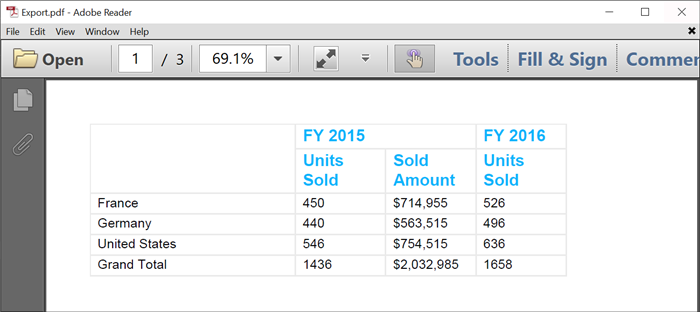 Export.pdf - Adobe Reader
File Edit View Window Help
Open 1 / 3 69.1% Tools Fill & Sign Commer
FY 2015 FY 2016
Units Sold Sold Amount Units Sold
France 450 $714,955 526
Germany 440 $563,515 496
United States 546 $754,515 636
Grand Total 1436 $2,032,985 1658